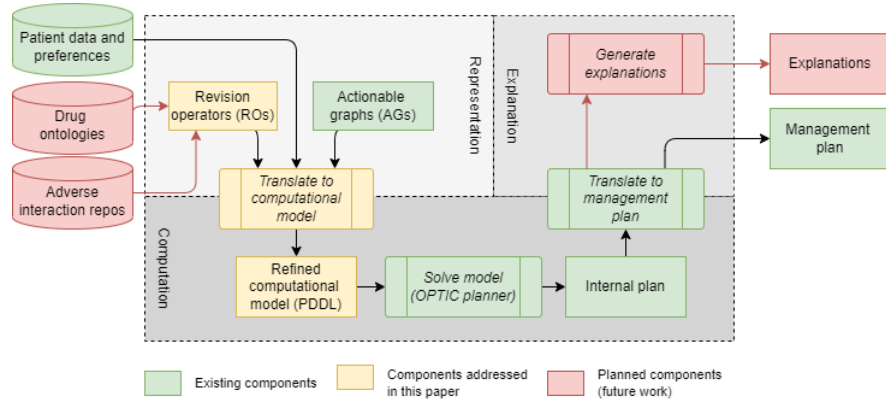 Patient data and
preferences
Drug
ontologies
Adverse
interaction repos
Revision
operators (ROs)
Actionable
graphs (AGs)
Representation
Explanation
Generate
explanations
Explanations
Management
plan
Translate to
computational
model
Translate to
management
plan
Computation
Refined
computational
model (PDDL)
Solve model
(OPTIC planner)
Internal plan
Existing components
Components addressed
in this paper
Planned components
(future work)